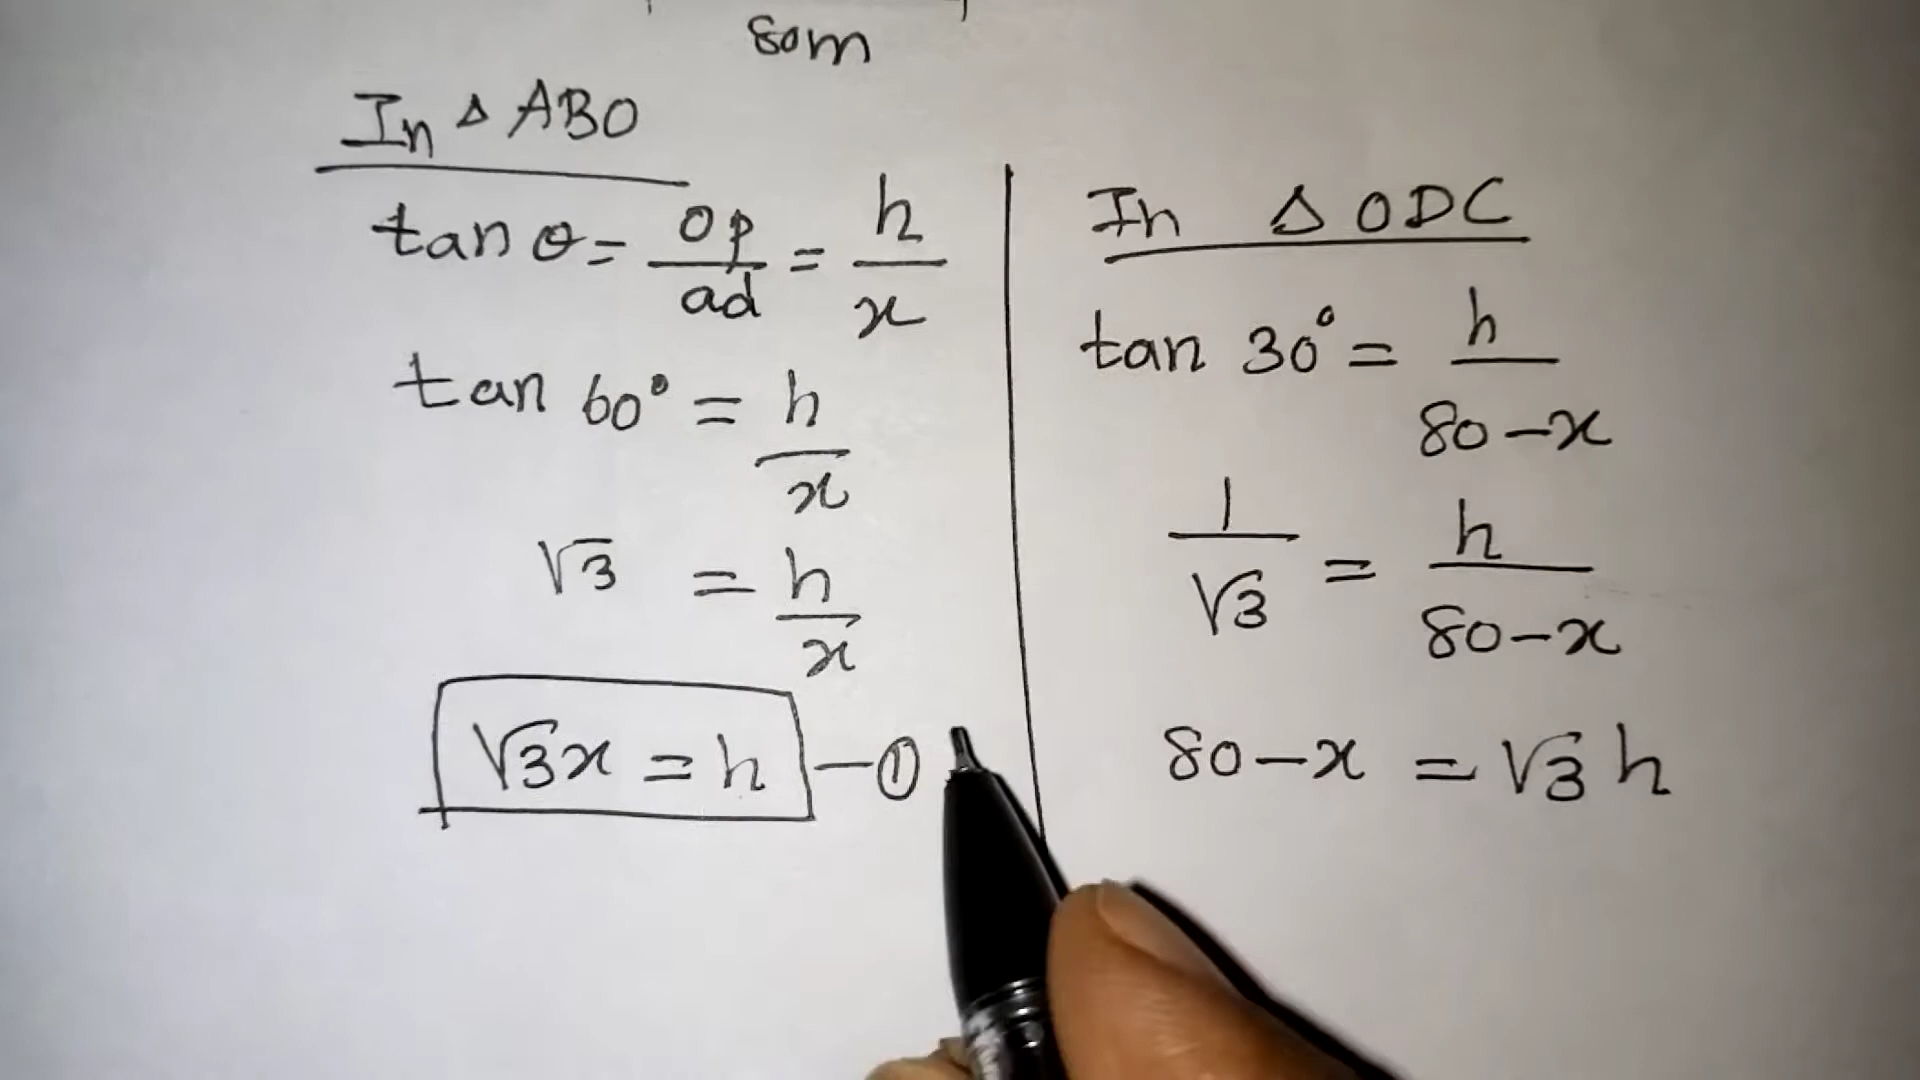 80m
In △ ABO
tan θ = op/ad = h/x
tan 60° = h/x
√3 = h/x
√3x = h — ①
In △ ODC
tan 30° = h/80-x
1/√3 = h/80-x
80-x = √3 h